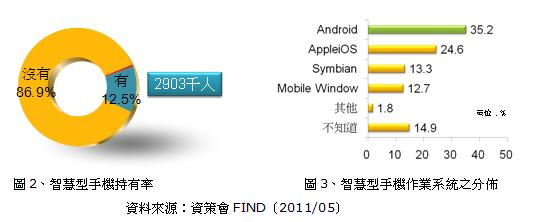 沒有
86.9%
有
12.5%
2903千人
Android 35.2
AppleiOS 24.6
Symbian 13.3
Mobile Window 12.7
其他 1.8
不知道 14.9
單位：%
0 10 20 30 40 50
圖 2、智慧型手機持有率
圖 3、智慧型手機作業系統之分佈
資料來源：資策會 FIND〔2011/05〕